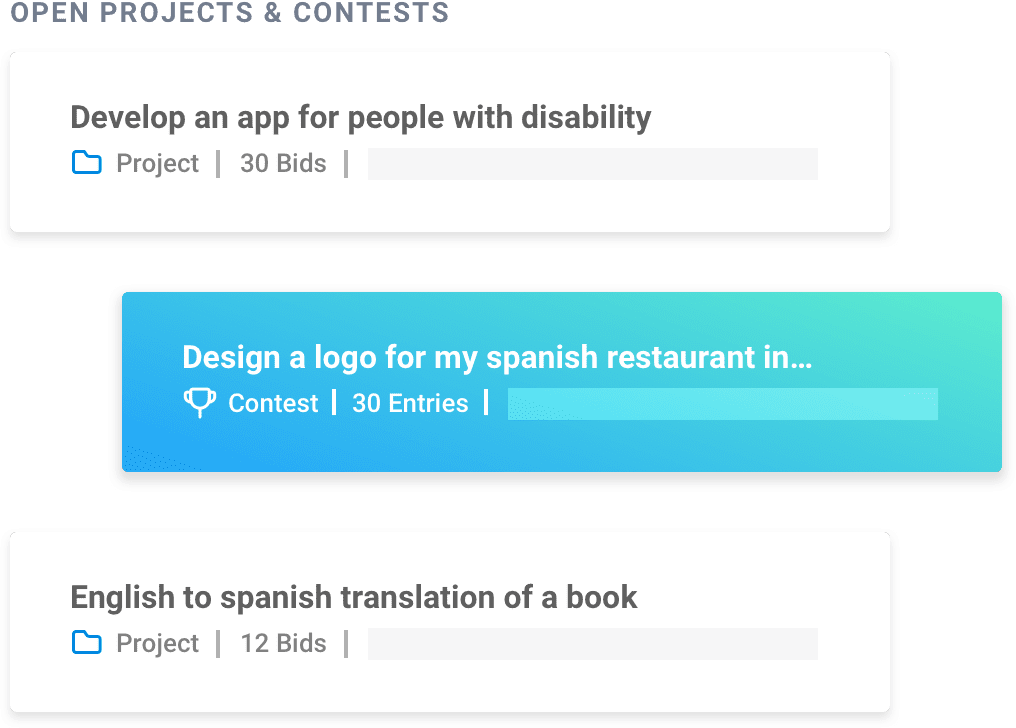 OPEN PROJECTS & CONTESTS
Develop an app for people with disability
Project | 30 Bids |
Design a logo for my spanish restaurant in...
Contest | 30 Entries |
English to spanish translation of a book
Project | 12 Bids |